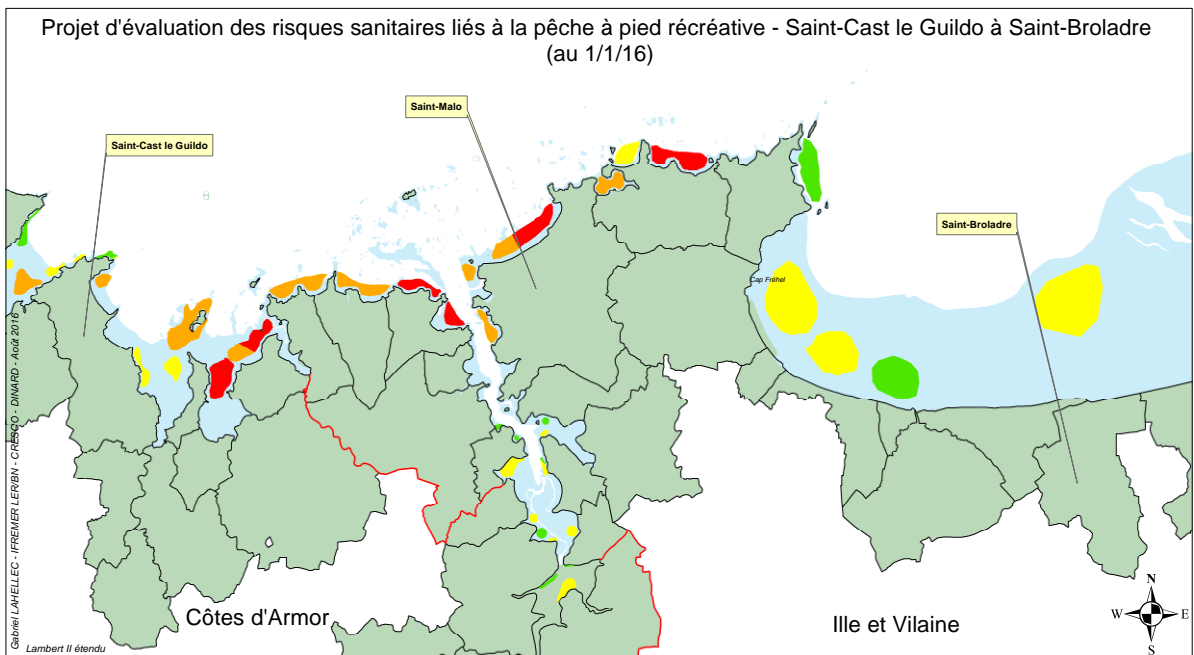 Projet d'évaluation des risques sanitaires liés à la pêche à pied récréative - Saint-Cast le Guildo à Saint-Broladre
(au 1/1/16)
Saint-Malo
Saint-Cast le Guildo
Saint-Broladre
Cap Fréhel
Gabriel LAHELLEC - IFREMER LER/BN - CRESCO - DINARD - Août 2016
Côtes d'Armor
Ille et Vilaine
N
W
E
S
Lambert II étendu